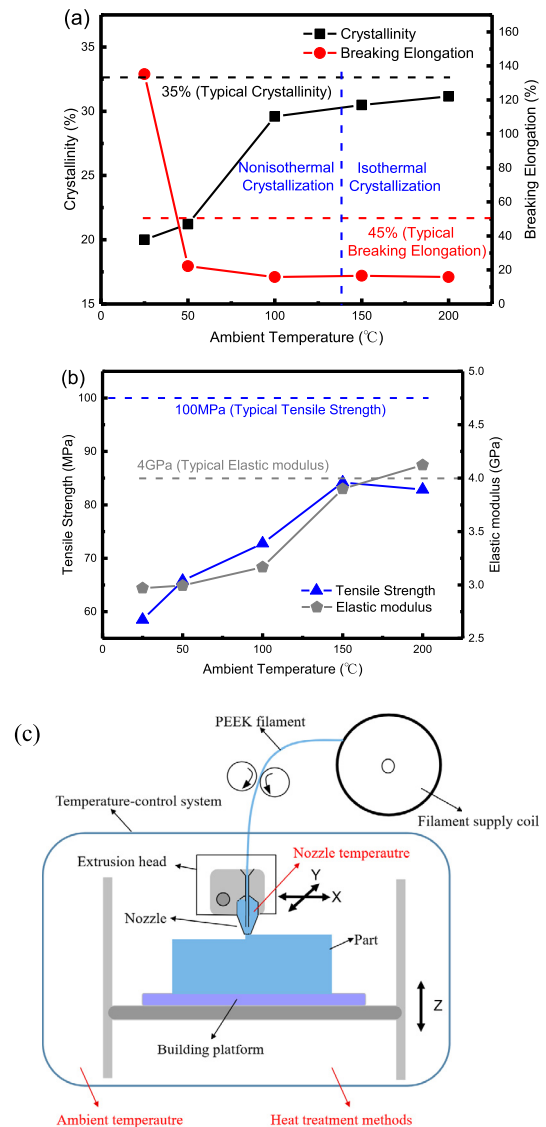 (a)
Crystallinity
Breaking Elongation
35% (Typical Crystallinity)
Nonisothermal
Crystallization
Isothermal
Crystallization
45% (Typical
Breaking Elongation)
Crystallinity (%)
35
30
25
20
15
Breaking Elongation (%)
160
140
120
100
80
60
40
20
0
0 50 100 150 200
Ambient Temperature (℃)
(b)
100MPa (Typical Tensile Strength)
4GPa (Typical Elastic modulus)
Tensile Strength
Elastic modulus
Tensile Strength (MPa)
100
90
80
70
60
Elastic modulus (GPa)
5.0
4.5
4.0
3.5
3.0
2.5
0 50 100 150 200
Ambient Temperature (℃)
(c)
PEEK filament
Temperature-control system
Filament supply coil
Extrusion head
Nozzle temperautre
Y
X
Nozzle
Part
Z
Building platform
Ambient temperautre
Heat treatment methods